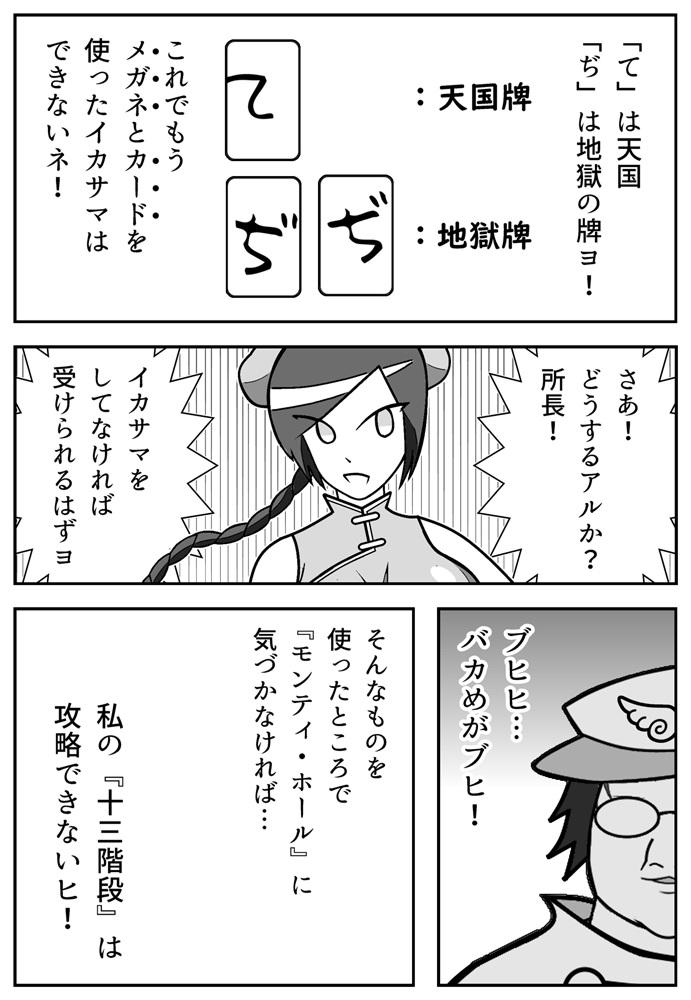 「て」は天国
「ぢ」は地獄の牌ヨ！
：天国牌
て
：地獄牌
ぢ
ぢ
これでもう
メガネとカードを
使ったイカサマは
できないネ！
さあ！
どうするアルか？
所長！
イカサマを
してなければ
受けられるはずョ
ブヒヒ…
バカめがブヒ！
そんなものを
使ったところで
『モンティ・ホール』に
気づかなければ…
私の『十三階段』は
攻略できないヒ！